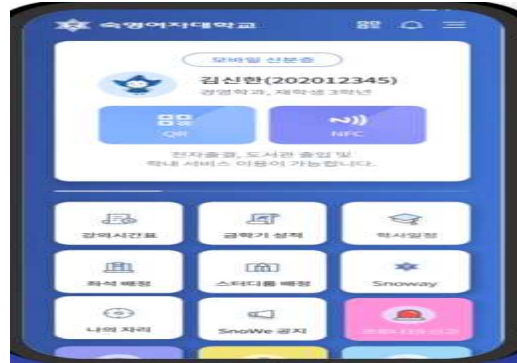 숙명여자대학교
모바일 신분증
김신한(202012345)
경영학과, 재학생 3학년
QR
NFC
전자출결, 도서관 출입 및
학내 서비스 이용이 가능합니다.
강의시간표
금학기 성적
학사일정
좌석 배정
스터디룸 배정
Snoway
나의 자리
SnoWe 공지